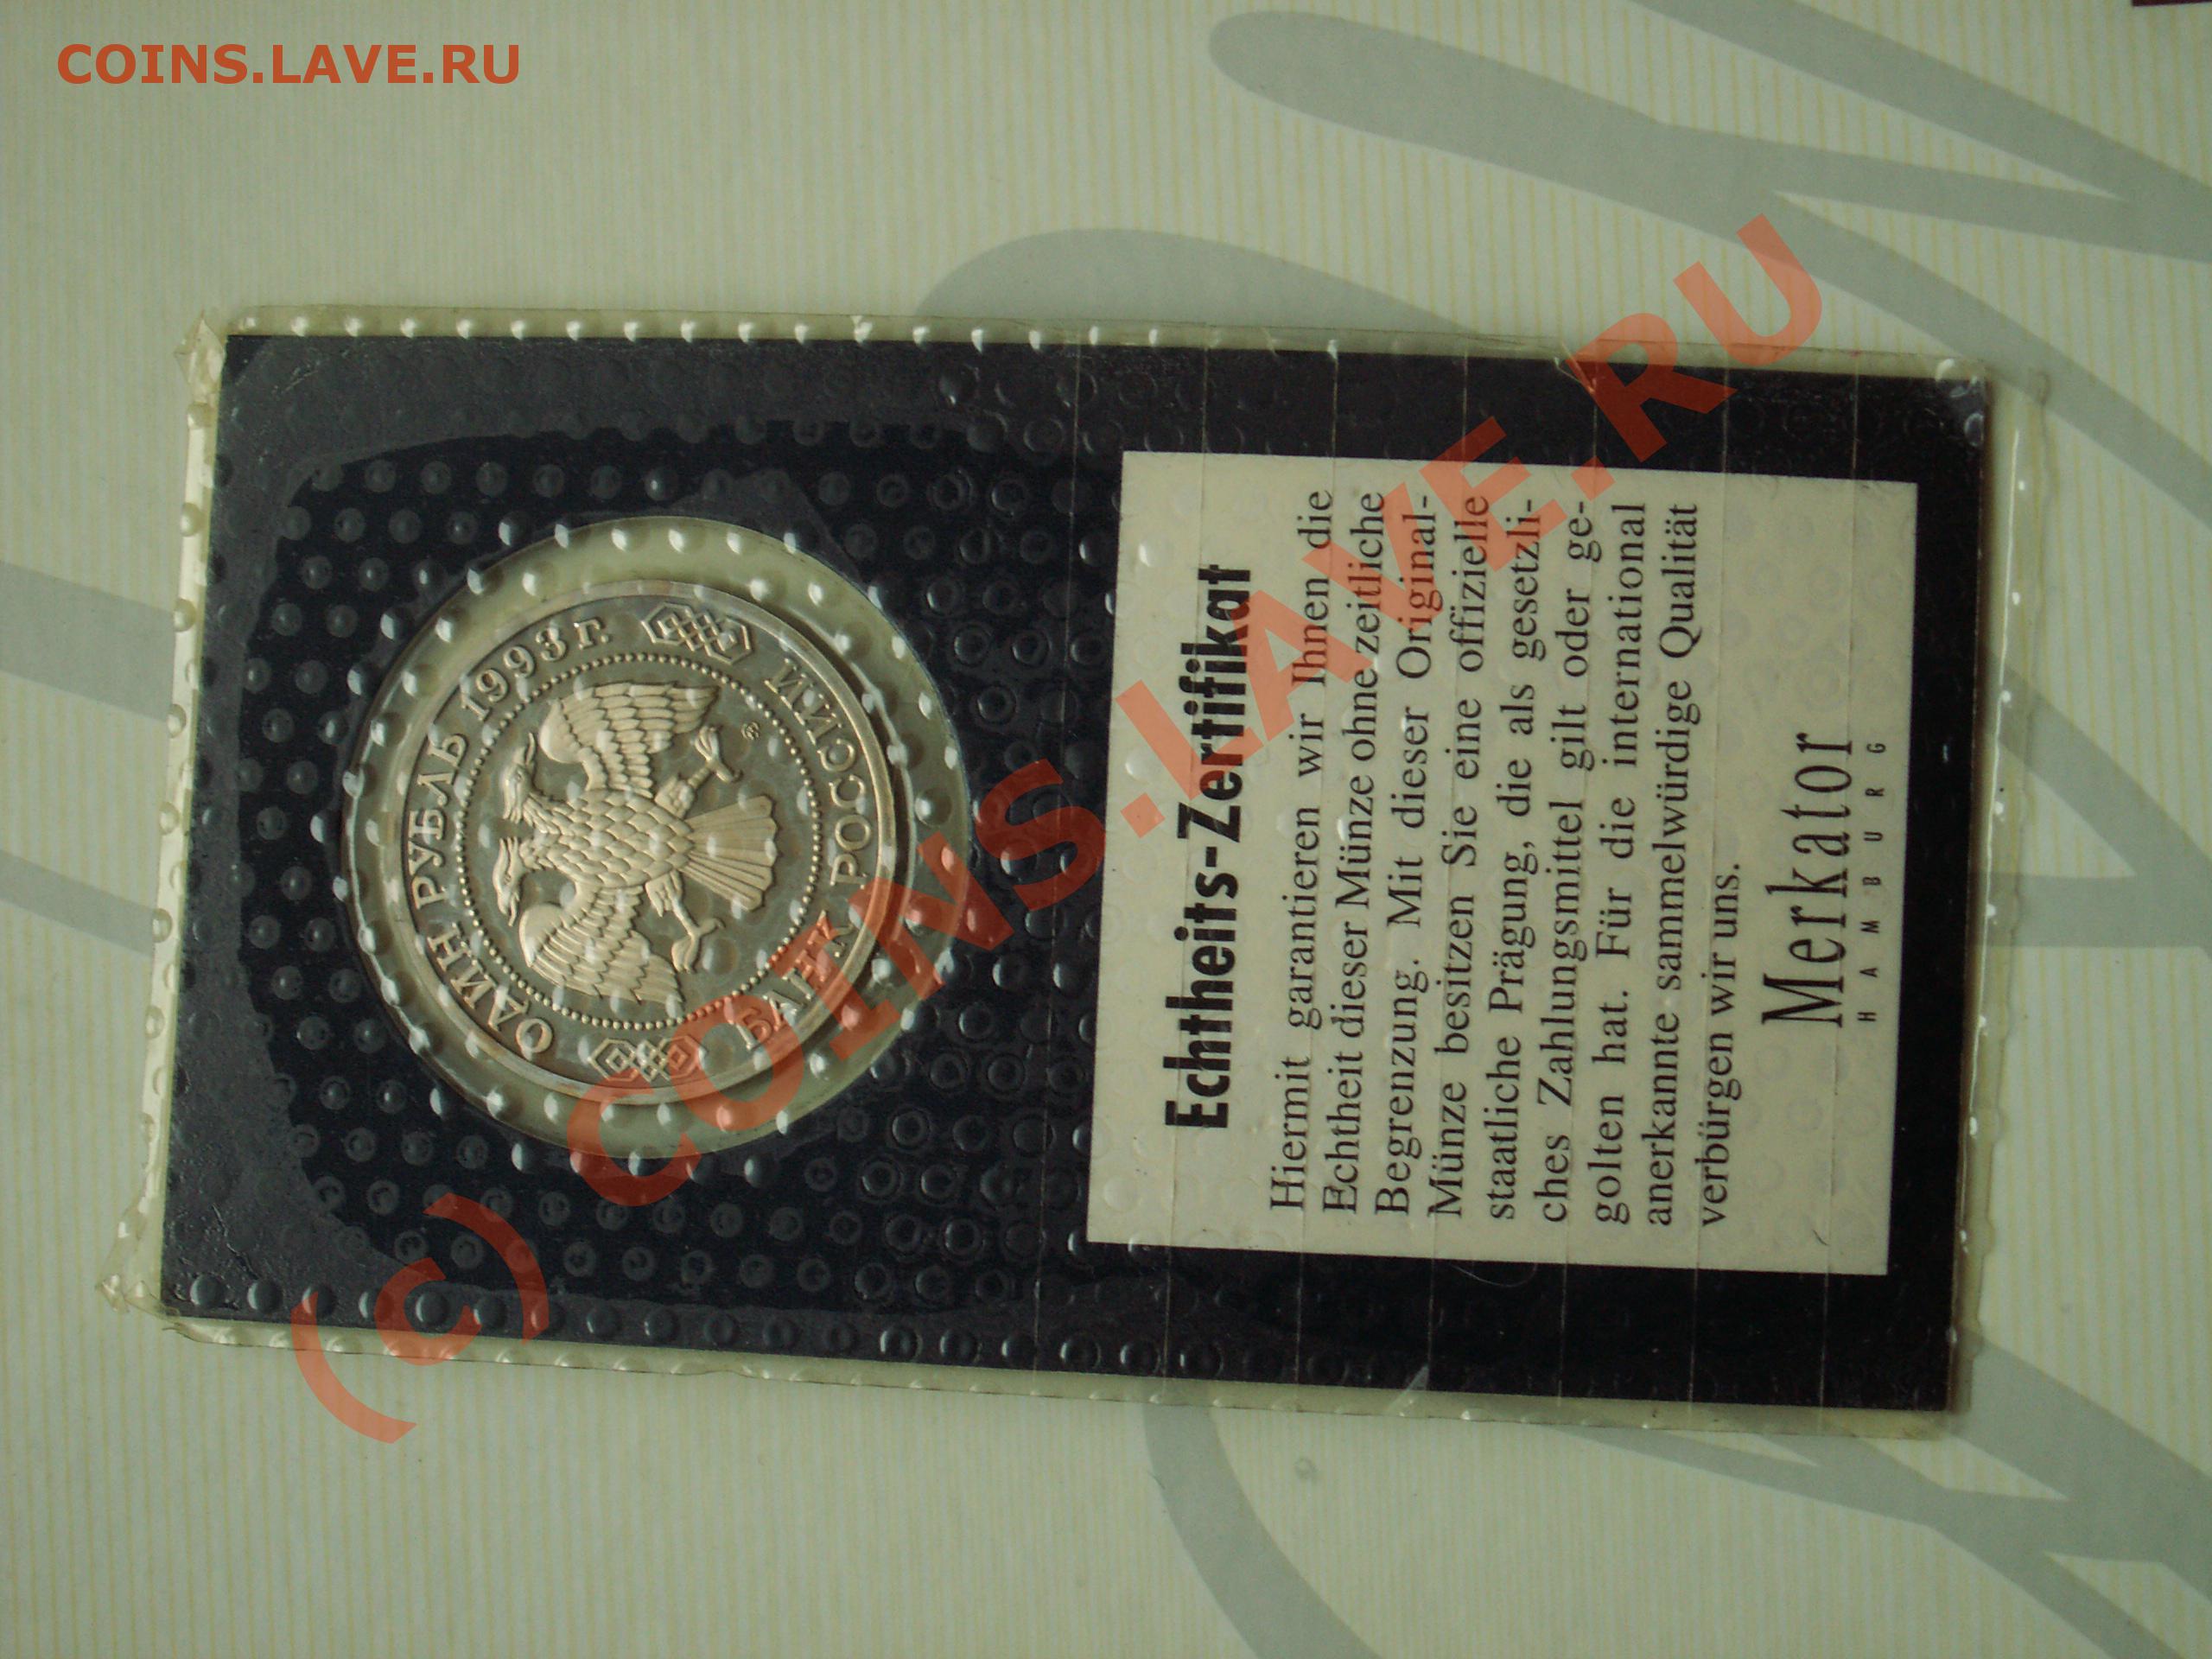 COINS.LAVE.RU
ОДИН РУБЛЬ 1993 г.
БАНК РОССИИ
Echtheits-Zertifikat
Hiermit garantieren wir Ihnen die
Echtheit dieser Münze ohne zeitliche
Begrenzung. Mit dieser Original-
Münze besitzen Sie eine offizielle
staatliche Prägung, die als gesetzli-
ches Zahlungsmittel gilt oder ge-
golten hat. Für die international
anerkannte sammelwürdige Qualität
verbürgen wir uns.
Merkator
HAMBURG
(c) COINS.LAVE.RU